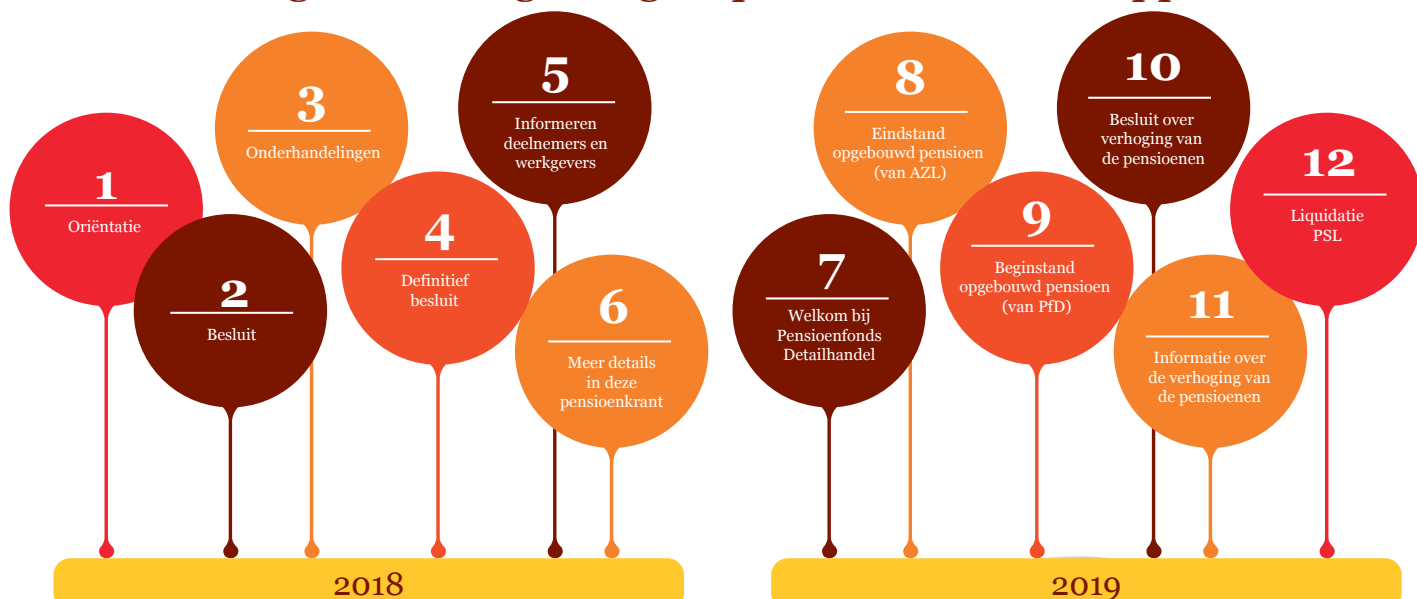 1
Oriëntatie
2
Besluit
3
Onderhandelingen
4
Definitief
besluit
5
Informeren
deelnemers en
werkgevers
6
Meer details
in deze
pensioenkrant
2018
7
Welkom bij
Pensioenfonds
Detailhandel
8
Eindstand
opgebouwd pensioen
(van AZL)
9
Beginstand
opgebouwd pensioen
(van PfD)
10
Besluit over
verhoging van
de pensioenen
11
Informatie over
de verhoging van
de pensioenen
12
Liquidatie
PSL
2019